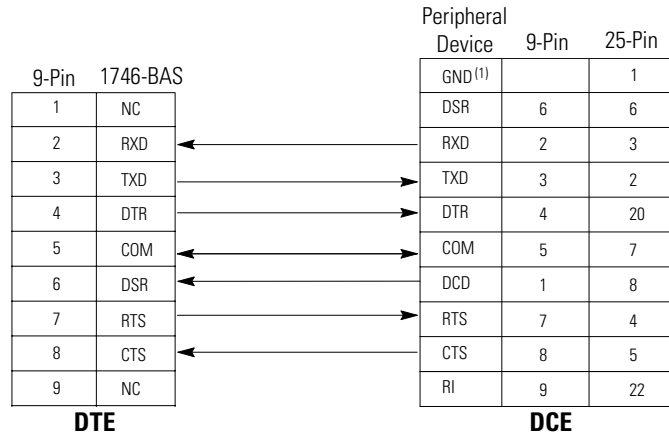 Peripheral
Device 9-Pin 25-Pin
9-Pin 1746-BAS
GND (1) 1
1 NC DSR 6 6
2 RXD RXD 2 3
3 TXD TXD 3 2
4 DTR DTR 4 20
5 COM COM 5 7
6 DSR DCD 1 8
7 RTS RTS 7 4
8 CTS CTS 8 5
9 NC RI 9 22
DTE DCE